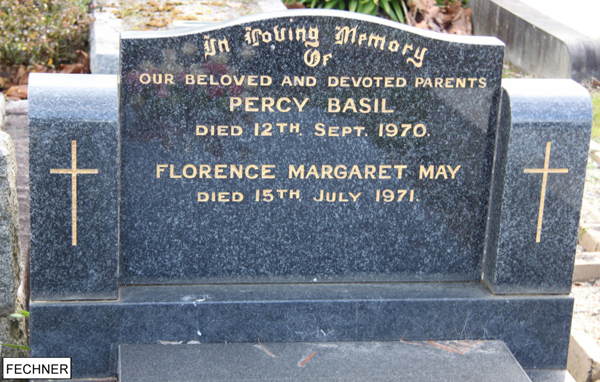 In Loving Memory
Of
OUR BELOVED AND DEVOTED PARENTS
PERCY BASIL
DIED 12TH. SEPT. 1970.
FLORENCE MARGARET MAY
DIED 15TH JULY 1971.
FECHNER